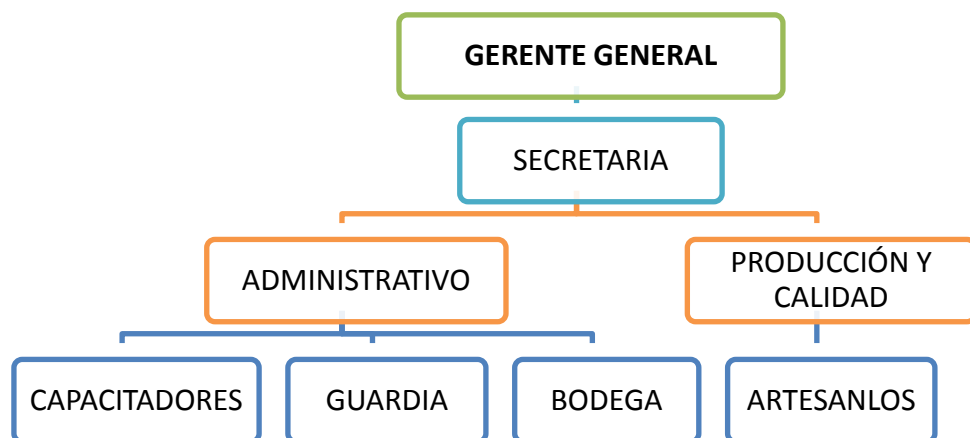 GERENTE GENERAL
SECRETARIA
ADMINISTRATIVO
PRODUCCIÓN Y
CALIDAD
CAPACITADORES
GUARDIA
BODEGA
ARTESANLOS